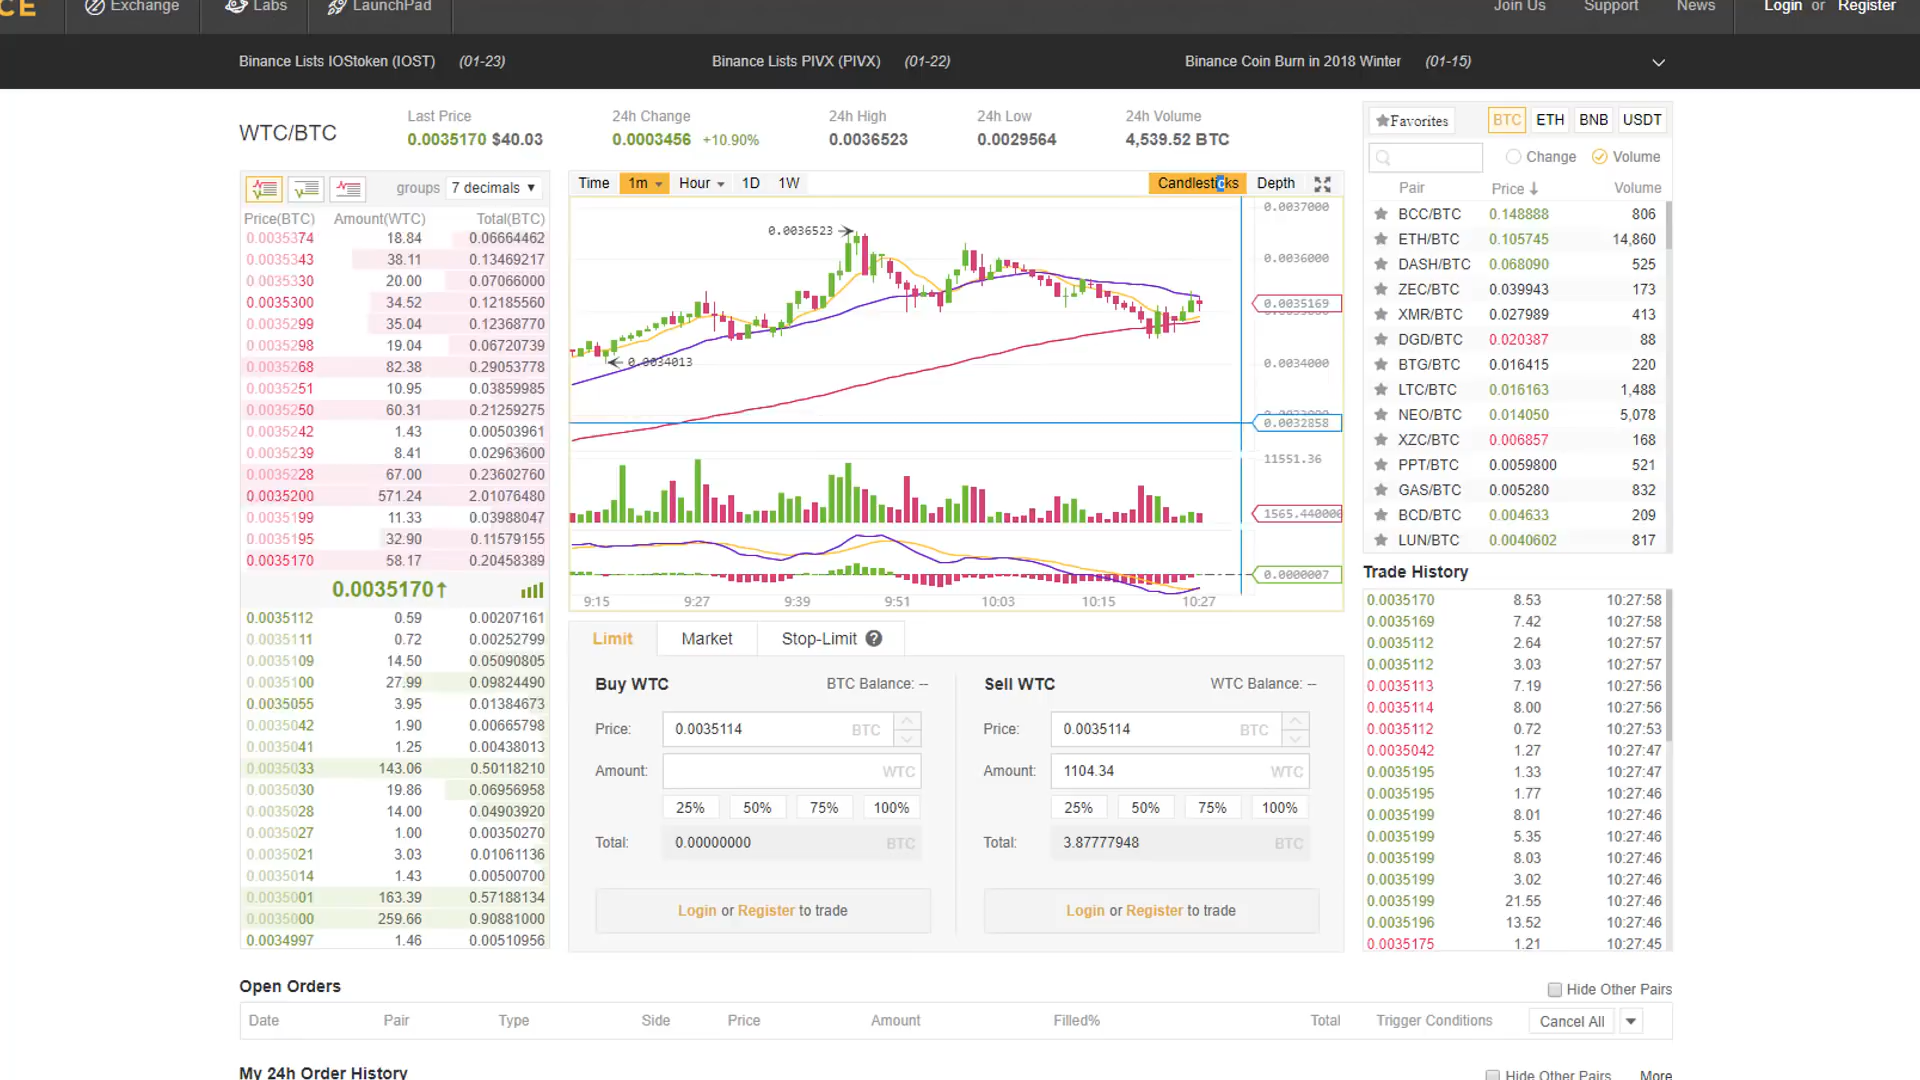 CE Exchange Labs LaunchPad Join Us Support News Login or Register
Binance Lists IOStoken (IOST) (01-23) Binance Lists PIVX (PIVX) (01-22) Binance Coin Burn in 2018 Winter (01-15)
WTC/BTC
Last Price 24h Change 24h High 24h Low 24h Volume
0.0035170 $40.03 0.0003456 +10.90% 0.0036523 0.0029564 4,539.52 BTC
groups 7 decimals
Price(BTC) Amount(WTC) Total(BTC)
0.0035374 18.84 0.06664462
0.0035343 38.11 0.13469217
0.0035330 20.00 0.07066000
0.0035300 34.52 0.12185560
0.0035299 35.04 0.12368770
0.0035298 19.04 0.06720739
0.0035268 82.38 0.29053778
0.0035251 10.95 0.03859985
0.0035250 60.31 0.21259275
0.0035242 1.43 0.00503961
0.0035239 8.41 0.02963600
0.0035228 67.00 0.23602760
0.0035200 571.24 2.01076480
0.0035199 11.33 0.03988047
0.0035195 32.90 0.11579155
0.0035170 58.17 0.20458389
0.0035170↑
0.0035112 0.59 0.00207161
0.0035111 0.72 0.00252799
0.0035109 14.50 0.05090805
0.0035100 27.99 0.09824490
0.0035055 3.95 0.01384673
0.0035042 1.90 0.00665798
0.0035041 1.25 0.00438013
0.0035033 143.06 0.50118210
0.0035030 19.86 0.06956958
0.0035028 14.00 0.04903920
0.0035027 1.00 0.00350270
0.0035021 3.03 0.01061136
0.0035014 1.43 0.00500700
0.0035001 163.39 0.57188134
0.0035000 259.66 0.90881000
0.0034997 1.46 0.00510956
Time 1m Hour 1D 1W Candlesticks Depth
0.0037000
0.0036523
0.0036000
0.0035169
0.0034013
0.0034000
0.0032858
11551.36
1565.440000
0.0000007
9:15 9:27 9:39 9:51 10:03 10:15 10:27
Limit Market Stop-Limit ?
Buy WTC BTC Balance: --
Price: 0.0035114 BTC
Amount: WTC
25% 50% 75% 100%
Total: 0.00000000 BTC
Login or Register to trade
Sell WTC WTC Balance: --
Price: 0.0035114 BTC
Amount: 1104.34 WTC
25% 50% 75% 100%
Total: 3.87777948 BTC
Login or Register to trade
Favorites BTC ETH BNB USDT
Change Volume
Pair Price Volume
BCC/BTC 0.148888 806
ETH/BTC 0.105745 14,860
DASH/BTC 0.068090 525
ZEC/BTC 0.039943 173
XMR/BTC 0.027989 413
DGD/BTC 0.020387 88
BTG/BTC 0.016415 220
LTC/BTC 0.016163 1,488
NEO/BTC 0.014050 5,078
XZC/BTC 0.006857 168
PPT/BTC 0.0059800 521
GAS/BTC 0.005280 832
BCD/BTC 0.004633 209
LUN/BTC 0.0040602 817
Trade History
0.0035170 8.53 10:27:58
0.0035169 7.42 10:27:58
0.0035112 2.64 10:27:57
0.0035112 3.03 10:27:57
0.0035113 7.19 10:27:56
0.0035114 8.00 10:27:56
0.0035112 0.72 10:27:53
0.0035042 1.27 10:27:47
0.0035195 1.33 10:27:47
0.0035195 1.77 10:27:46
0.0035199 8.01 10:27:46
0.0035199 5.35 10:27:46
0.0035199 8.03 10:27:46
0.0035199 3.02 10:27:46
0.0035199 21.55 10:27:46
0.0035196 13.52 10:27:46
0.0035175 1.21 10:27:45
Open Orders Hide Other Pairs
Date Pair Type Side Price Amount Filled% Total Trigger Conditions Cancel All
My 24h Order History Hide Other Pairs More